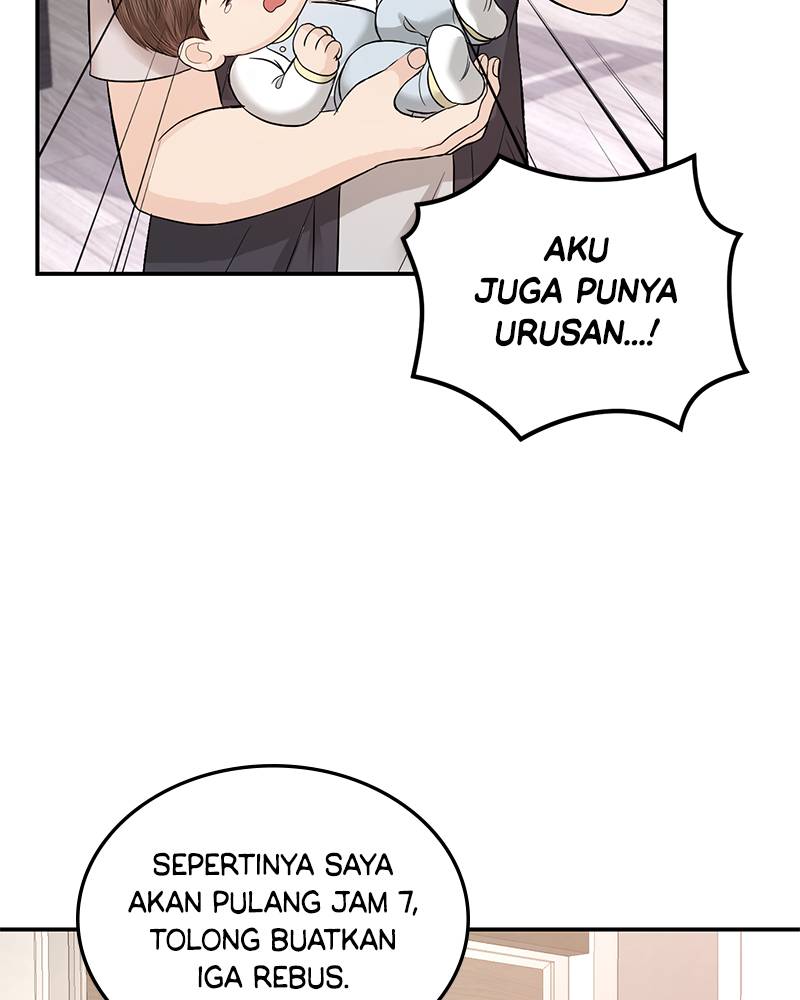 AKU
JUGA PUNYA
URUSAN...!
SEPERTINYA SAYA
AKAN PULANG JAM 7,
TOLONG BUATKAN
IGA REBUS.